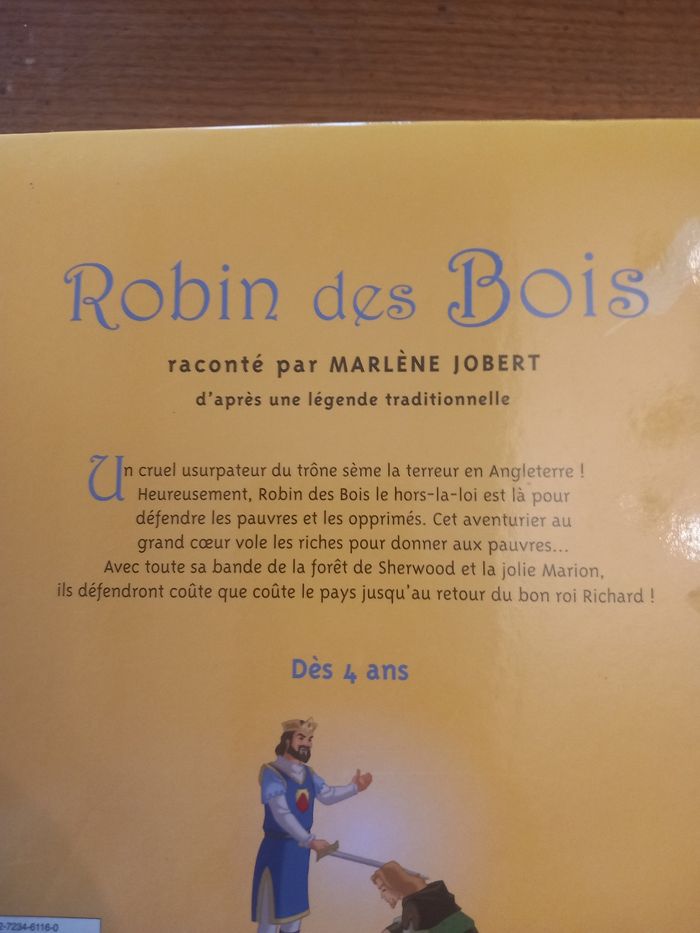 Robin des Bois
raconté par MARLÈNE JOBERT
d'après une légende traditionnelle
Un cruel usurpateur du trône sème la terreur en Angleterre !
Heureusement, Robin des Bois le hors-la-loi est là pour
défendre les pauvres et les opprimés. Cet aventurier au
grand cœur vole les riches pour donner aux pauvres...
Avec toute sa bande de la forêt de Sherwood et la jolie Marion,
ils défendront coûte que coûte le pays jusqu'au retour du bon roi Richard !
Dès 4 ans
2-7234-6116-0